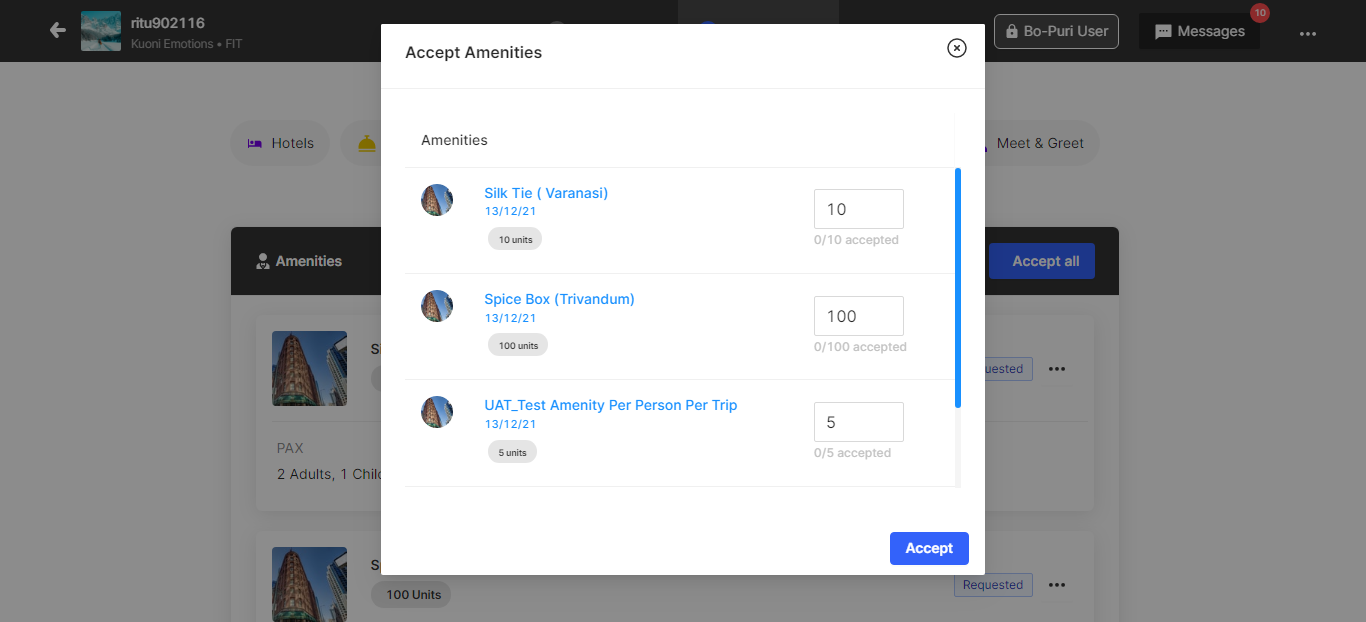 ritu902116
Kuoni Emotions • FIT
Bo-Puri User
Messages
10
Accept Amenities
Hotels
Meet & Greet
Amenities
Silk Tie ( Varanasi)
13/12/21
10 units
10
0/10 accepted
Amenities
Accept all
Spice Box (Trivandum)
13/12/21
100 units
100
0/100 accepted
UAT_Test Amenity Per Person Per Trip
13/12/21
5 units
5
0/5 accepted
PAX
2 Adults, 1
Accept
100 Units
Requested